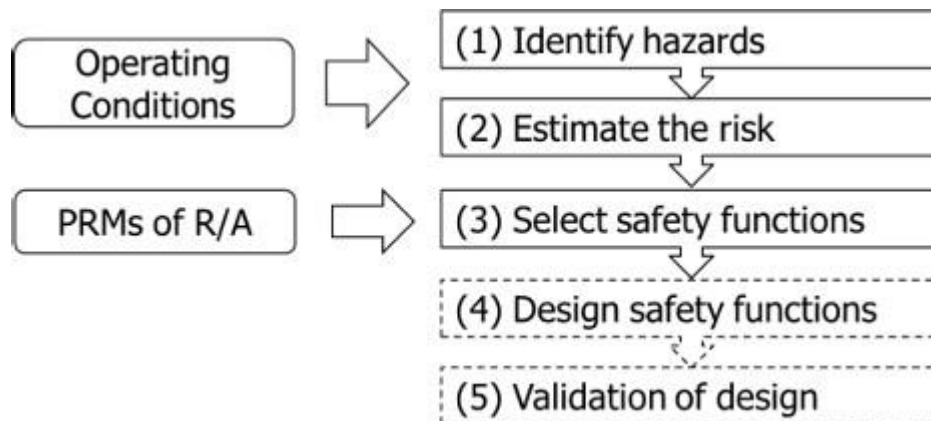 Operating
Conditions
PRMs of R/A
(1) Identify hazards
(2) Estimate the risk
(3) Select safety functions
(4) Design safety functions
(5) Validation of design